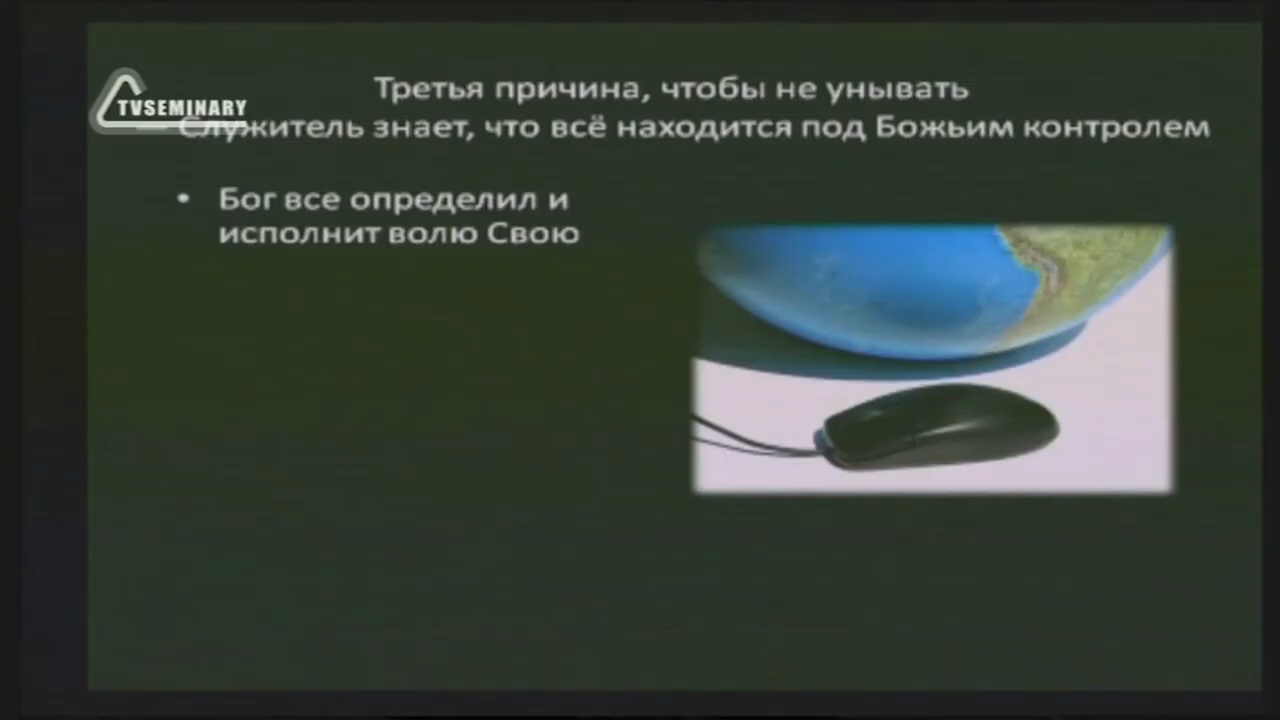 TVSEMINARY
Третья причина, чтобы не унывать
– Служитель знает, что всё находится под Божьим контролем
• Бог все определил и
исполнит волю Свою